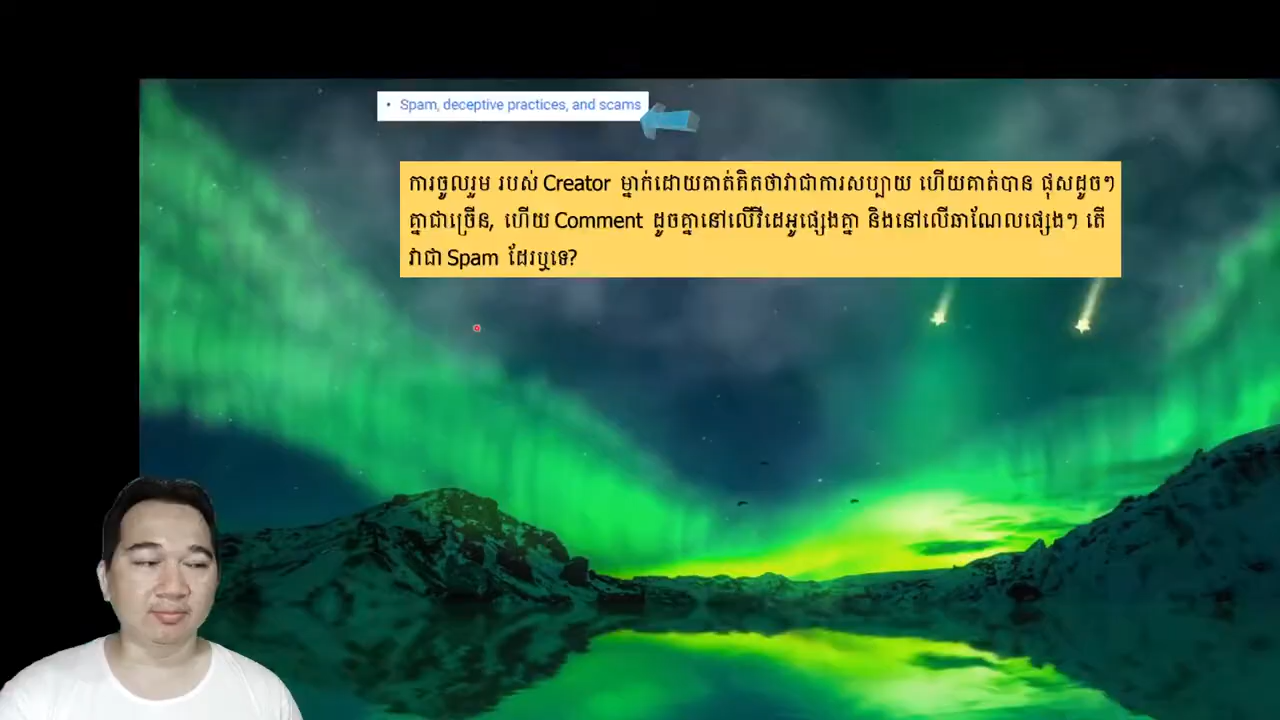 • Spam, deceptive practices, and scams
ការចូលរួម របស់ Creator ម្នាក់ដោយគាត់គិតថាវាជាការសប្បាយ ហើយគាត់បាន ផុសដូចៗ
គ្នាជាច្រើន, ហើយ Comment ដូចគ្នានៅលើវីដេអូផ្សេងគ្នា និងនៅលើឆាណែលផ្សេងៗ តើ
វាជា Spam ដែរឬទេ?